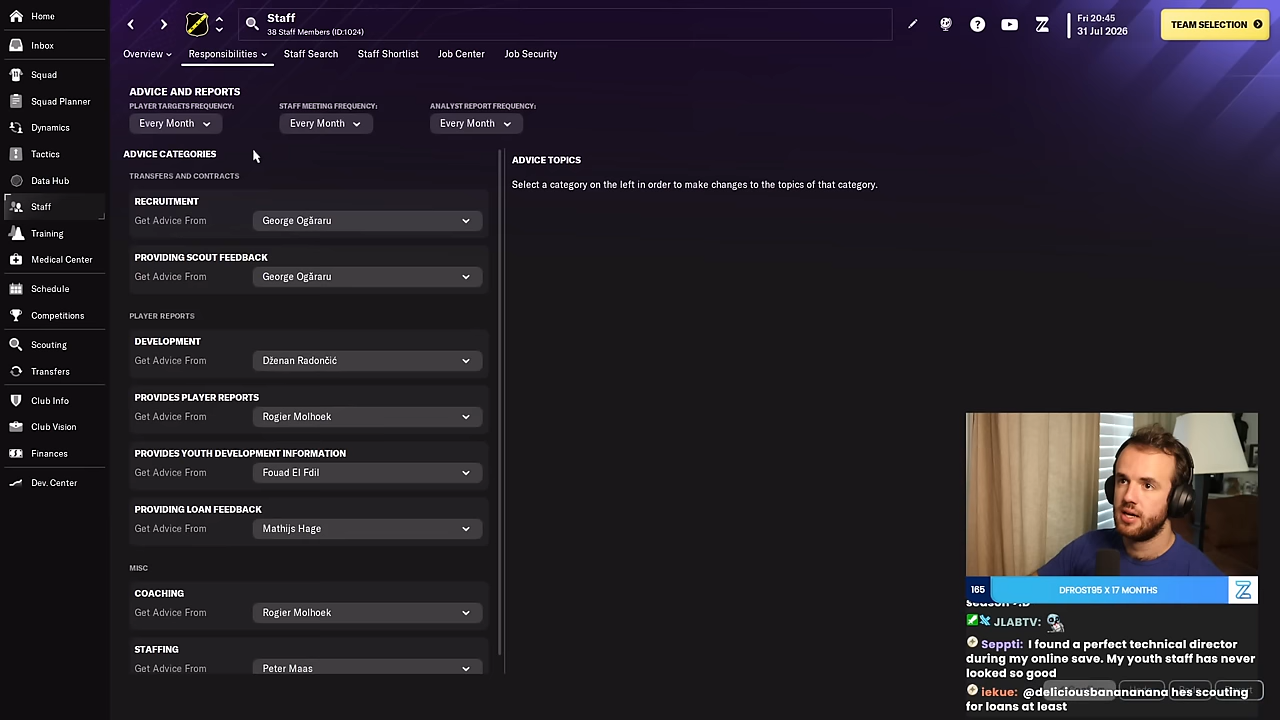 Home
Inbox
Squad
Squad Planner
Dynamics
Tactics
Data Hub
Staff
Training
Medical Center
Schedule
Competitions
Scouting
Transfers
Club Info
Club Vision
Finances
Dev. Center
Staff
38 Staff Members (ID:1024)
Fri 20:45
31 Jul 2026
TEAM SELECTION
Overview
Responsibilities
Staff Search
Staff Shortlist
Job Center
Job Security
ADVICE AND REPORTS
PLAYER TARGETS FREQUENCY:
STAFF MEETING FREQUENCY:
ANALYST REPORT FREQUENCY:
Every Month
Every Month
Every Month
ADVICE CATEGORIES
TRANSFERS AND CONTRACTS
RECRUITMENT
Get Advice From
George Ogăraru
PROVIDING SCOUT FEEDBACK
Get Advice From
George Ogăraru
PLAYER REPORTS
DEVELOPMENT
Get Advice From
Dženan Radončić
PROVIDES PLAYER REPORTS
Get Advice From
Rogier Molhoek
PROVIDES YOUTH DEVELOPMENT INFORMATION
Get Advice From
Fouad El Fdil
PROVIDING LOAN FEEDBACK
Get Advice From
Mathijs Hage
MISC
COACHING
Get Advice From
Rogier Molhoek
STAFFING
Get Advice From
Peter Maas
ADVICE TOPICS
Select a category on the left in order to make changes to the topics of that category.
165
DFROST95 X 17 MONTHS
JLABTV:
Seppti: I found a perfect technical director
during my online save. My youth staff has never
looked so good
iekue: @deliciousbanananana hes scouting
for loans at least